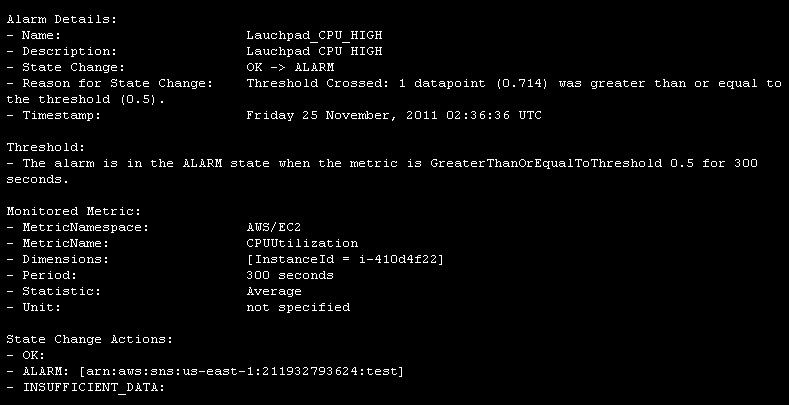 Alarm Details:
- Name: Lauchpad_CPU_HIGH
- Description: Lauchpad CPU HIGH
- State Change: OK -> ALARM
- Reason for State Change: Threshold Crossed: 1 datapoint (0.714) was greater than or equal to
the threshold (0.5).
- Timestamp: Friday 25 November, 2011 02:36:36 UTC
Threshold:
- The alarm is in the ALARM state when the metric is GreaterThanOrEqualToThreshold 0.5 for 300
seconds.
Monitored Metric:
- MetricNamespace: AWS/EC2
- MetricName: CPUUtilization
- Dimensions: [InstanceId = i-410d4f22]
- Period: 300 seconds
- Statistic: Average
- Unit: not specified
State Change Actions:
- OK:
- ALARM: [arn:aws:sns:us-east-1:211932793624:test]
- INSUFFICIENT_DATA: